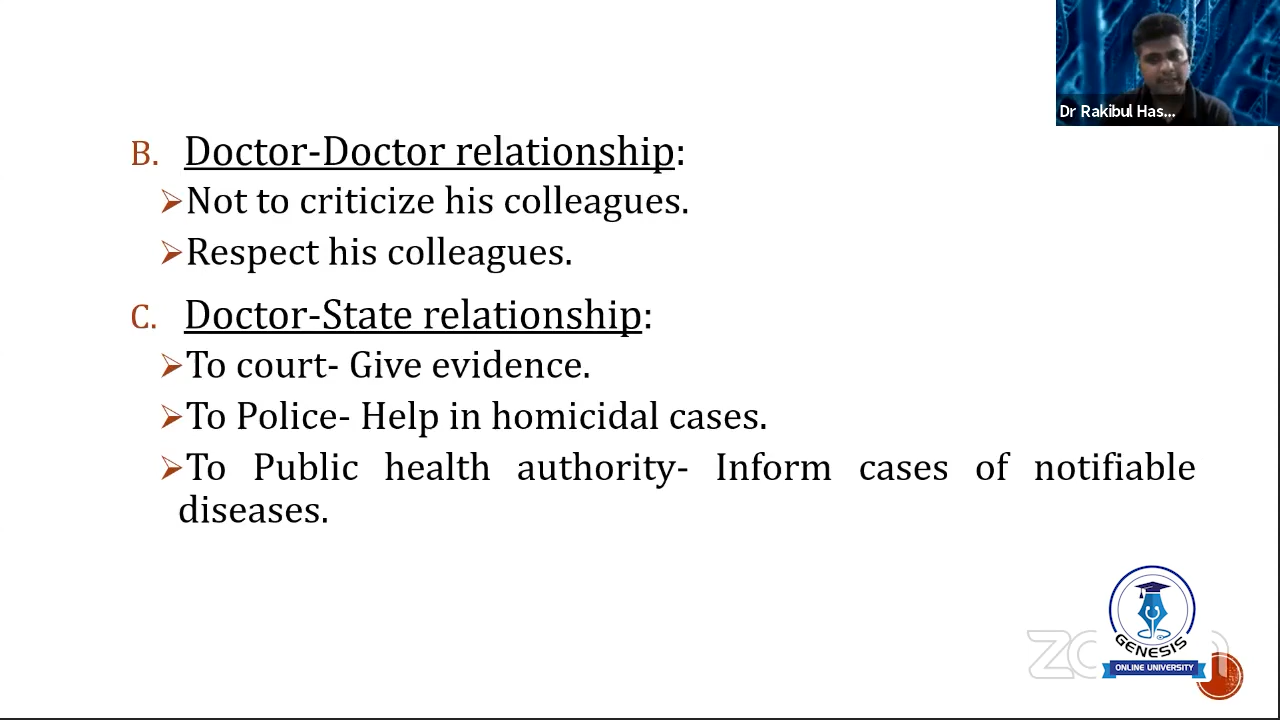 Dr Rakibul Has...
B. Doctor-Doctor relationship:
➢Not to criticize his colleagues.
➢Respect his colleagues.
C. Doctor-State relationship:
➢To court- Give evidence.
➢To Police- Help in homicidal cases.
➢To Public health authority- Inform cases of notifiable
diseases.
GENESIS
ONLINE UNIVERSITY